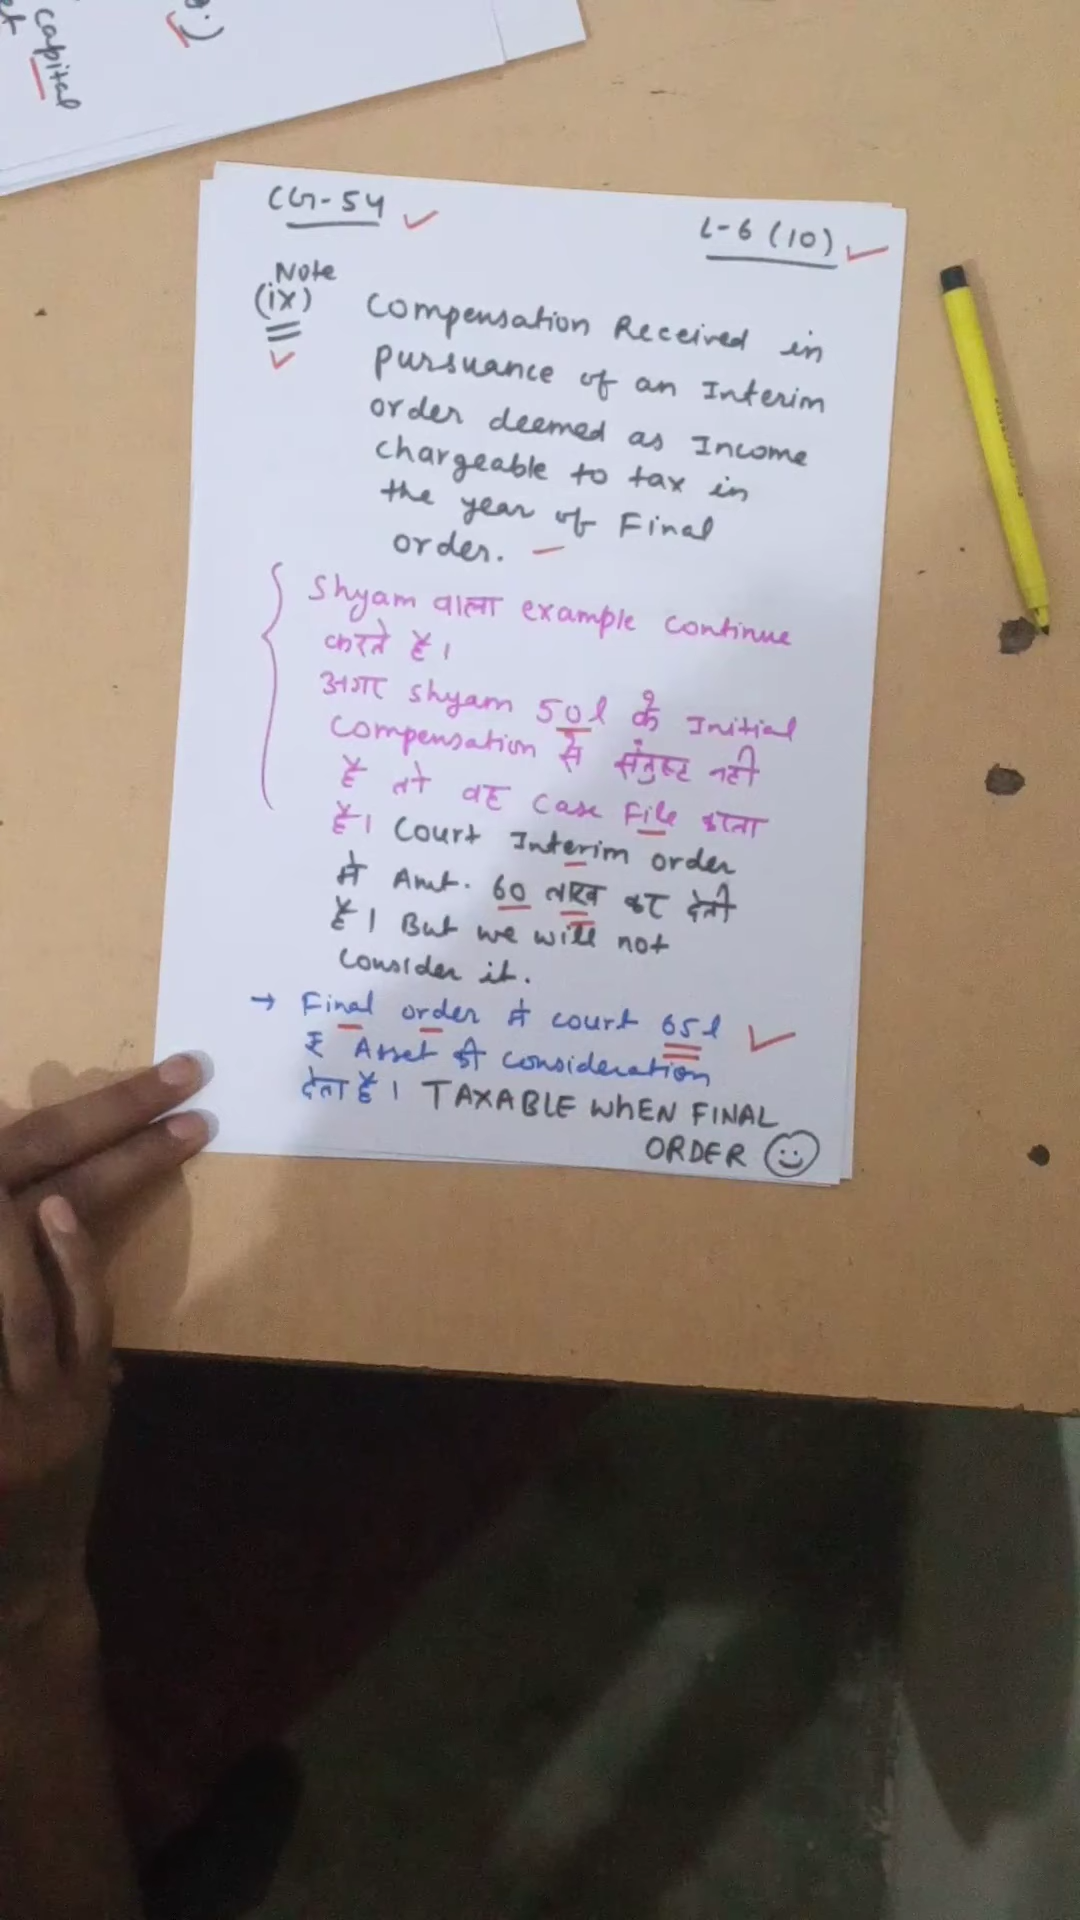 capital
CG-54
L-6 (10)
Note
(ix) Compensation Received in
pursuance of an Interim
order deemed as Income
chargeable to tax in
the year of Final
order.
Shyam वाला example continue
करते है।
अगर shyam 50l के Initial
Compensation से संतुष्ट नही
है तो वह case File करता
है। Court Interim order
मे Amt. 60 लाख कर देती
है। But we will not
consider it.
→ Final order मे court 65l
₹ Asset की consideration
देता है। TAXABLE WHEN FINAL
ORDER